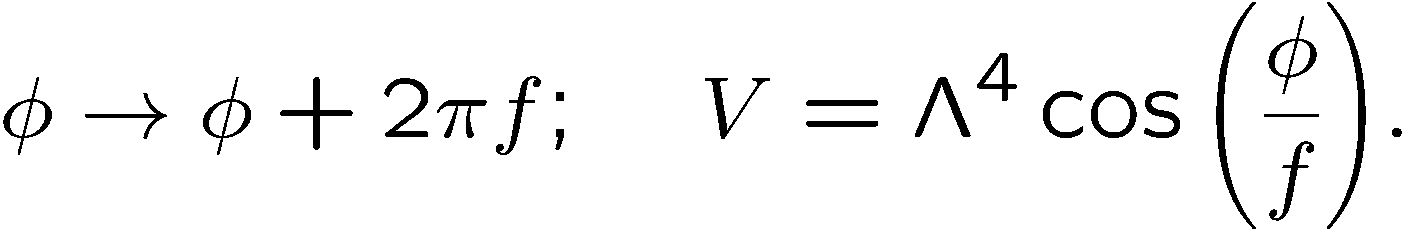 ϕ → ϕ + 2πf; V = Λ⁴ cos(ϕ/f).